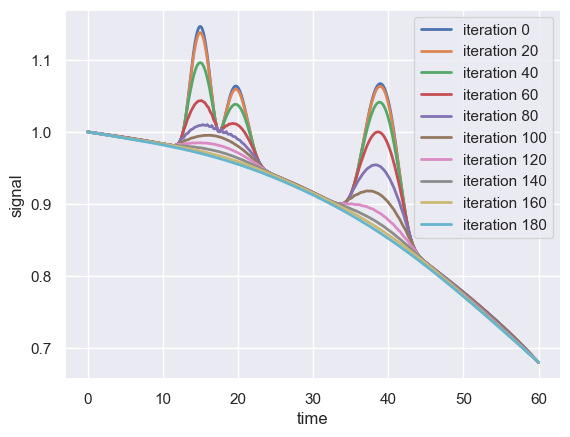 signal
1.1
1.0
0.9
0.8
0.7
iteration 0
iteration 20
iteration 40
iteration 60
iteration 80
iteration 100
iteration 120
iteration 140
iteration 160
iteration 180
0 10 20 30 40 50 60
time